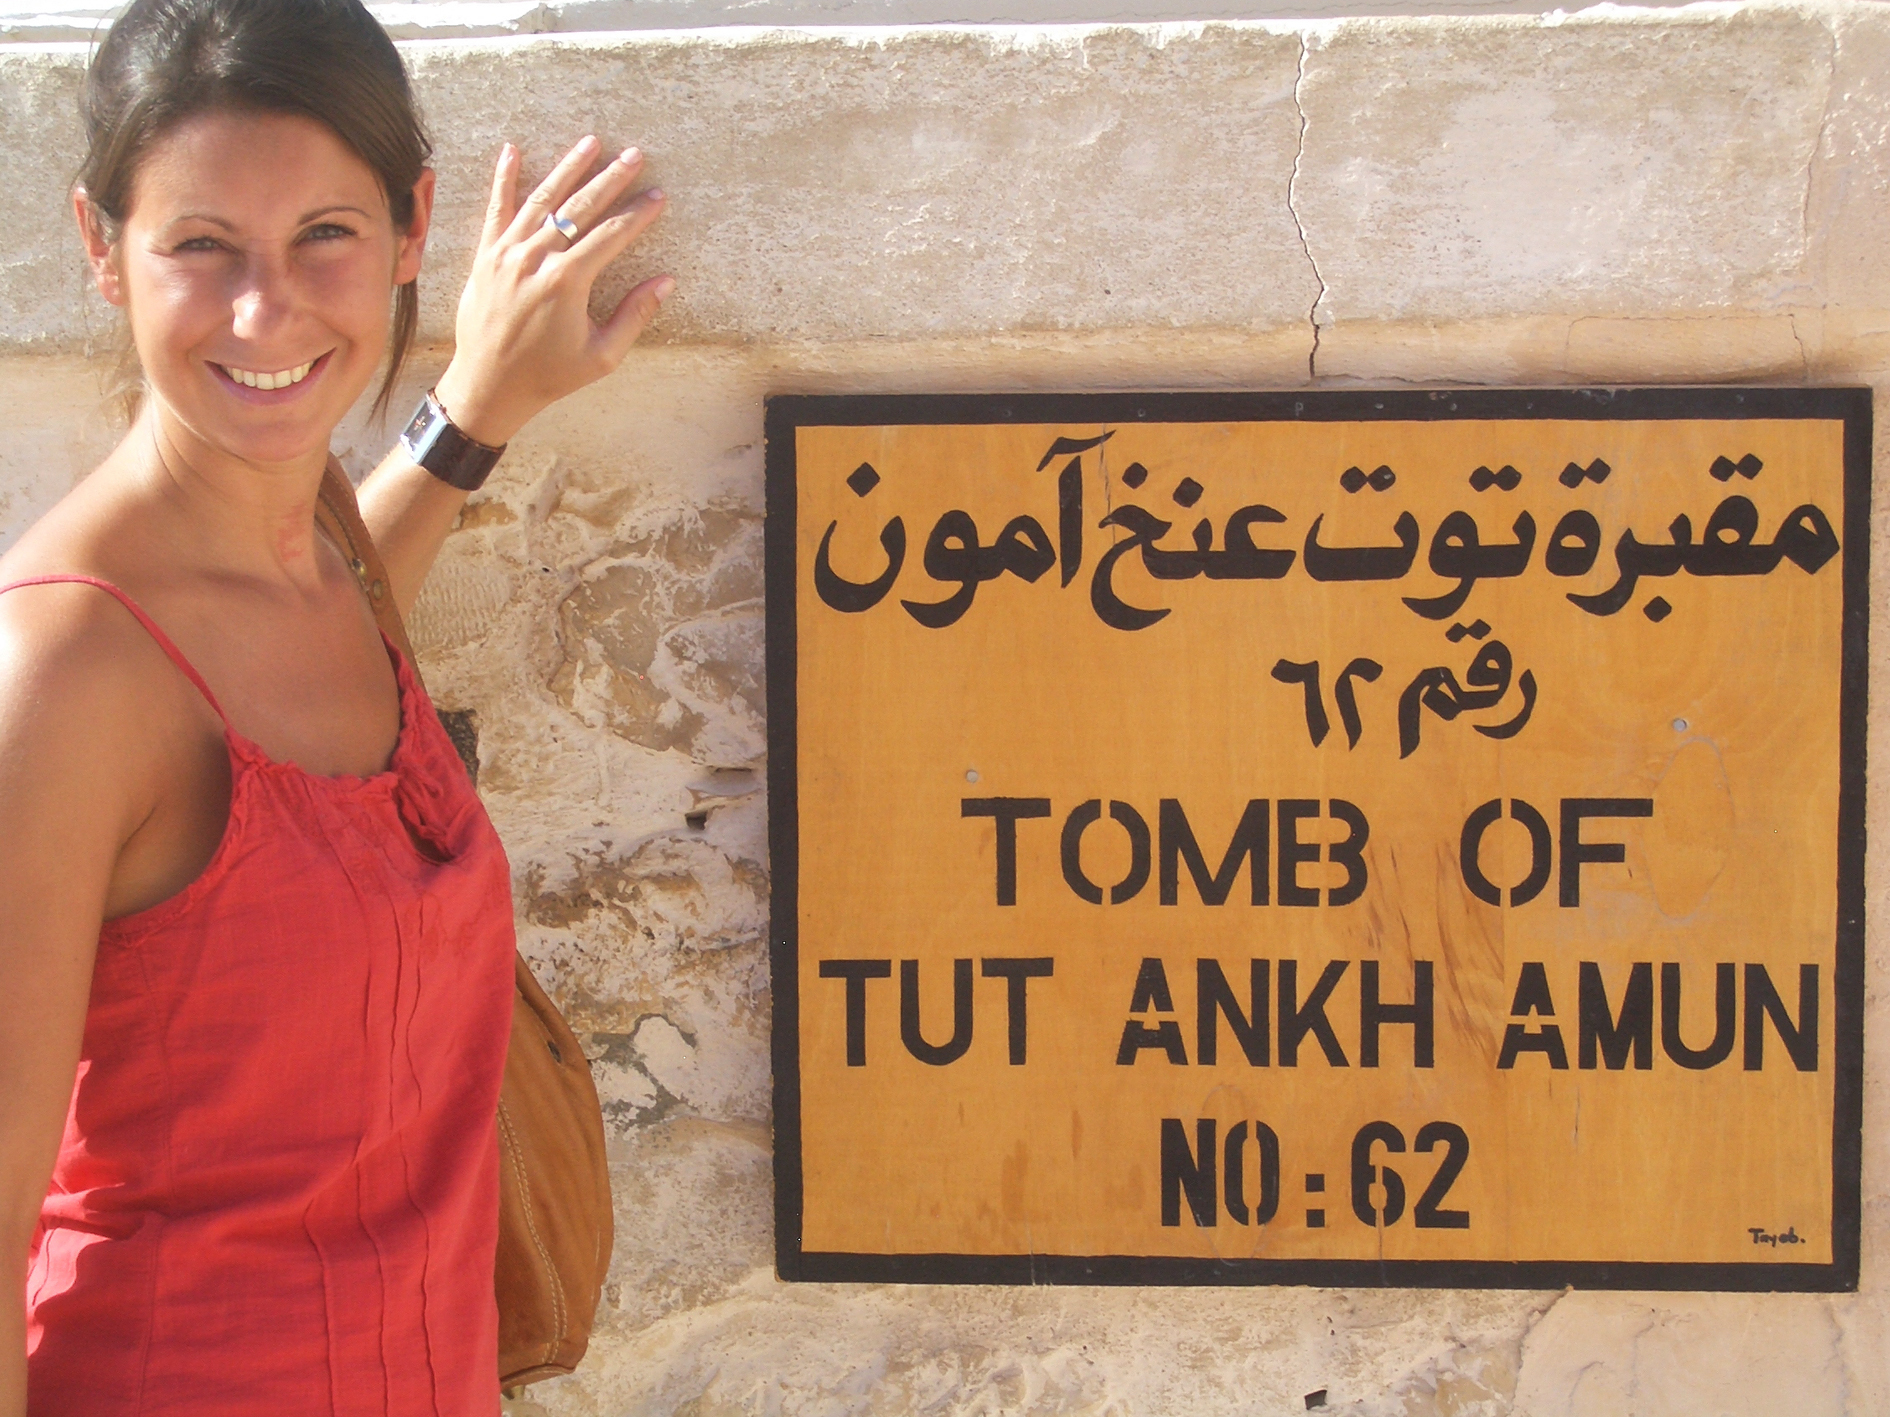 مقبرة توت عنخ آمون
رقم ٦٢
TOMB OF
TUT ANKH AMUN
NO : 62
Tayeb.